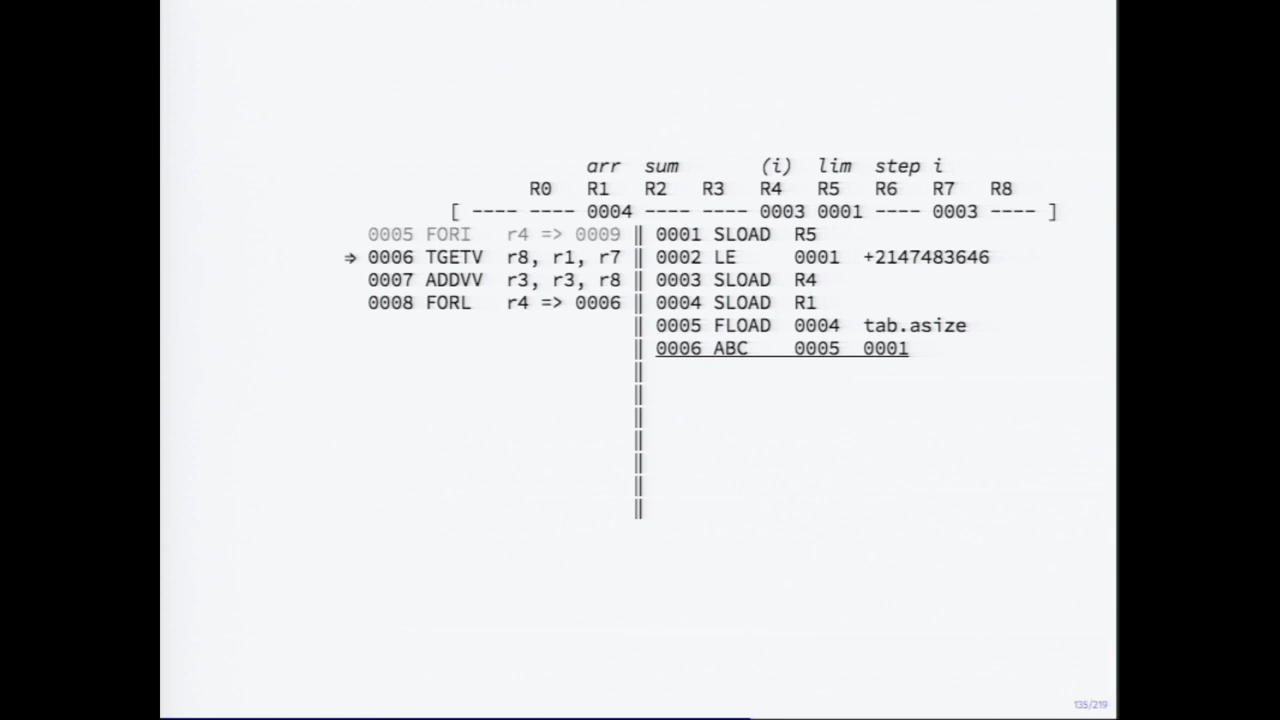 arr sum (i) lim step i
R0 R1 R2 R3 R4 R5 R6 R7 R8
[ ---- ---- 0004 ---- ---- 0003 0001 ---- 0003 ---- ]
0005 FORI r4 => 0009 ‖ 0001 SLOAD R5
⇒ 0006 TGETV r8, r1, r7 ‖ 0002 LE 0001 +2147483646
0007 ADDVV r3, r3, r8 ‖ 0003 SLOAD R4
0008 FORL r4 => 0006 ‖ 0004 SLOAD R1
‖ 0005 FLOAD 0004 tab.asize
‖ 0006 ABC 0005 0001
135/219